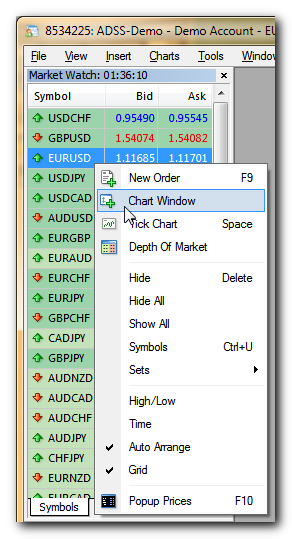 8534225: ADSS-Demo - Demo Account - EU
File View Insert Charts Tools Window
Market Watch: 01:36:10
Symbol Bid Ask
USDCHF 0.95490 0.95545
GBPUSD 1.54074 1.54082
EURUSD 1.11685 1.11701
USDJPY New Order F9
USDCAD Chart Window
AUDUSD Tick Chart Space
EURGBP Depth Of Market
EURAUD
EURCHF Hide Delete
EURJPY Hide All
GBPCHF Show All
CADJPY Symbols Ctrl+U
GBPJPY Sets
AUDNZD
AUDCAD High/Low
AUDCHF Time
AUDJPY Auto Arrange
CHFJPY Grid
EURNZD
EURCAD Popup Prices F10
Symbols